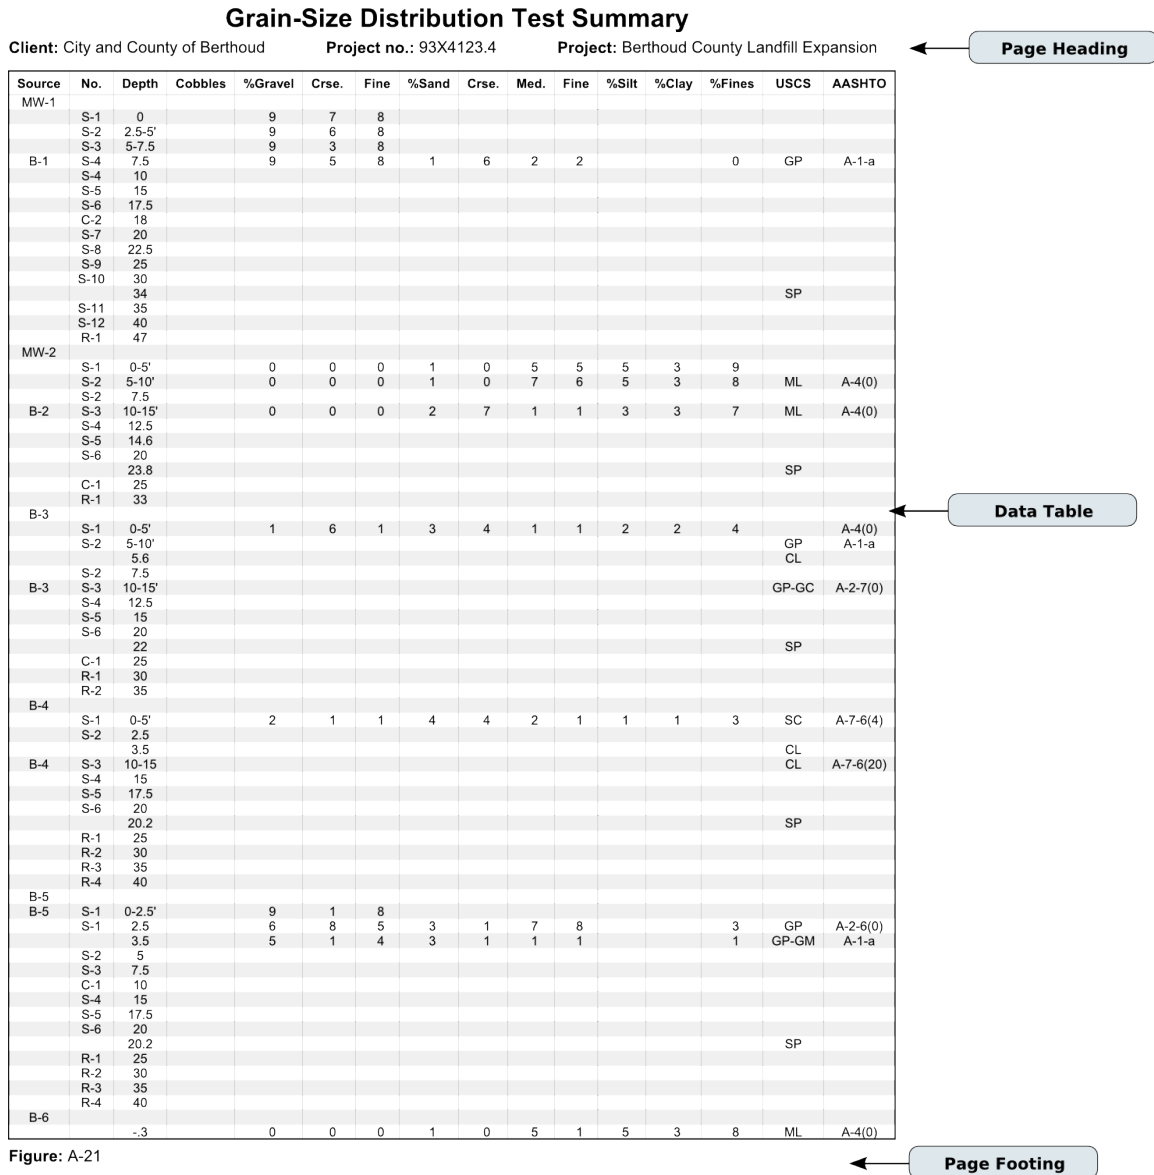 Grain-Size Distribution Test Summary
Client: City and County of Berthoud Project no.: 93X4123.4 Project: Berthoud County Landfill Expansion
Page Heading
Source No. Depth Cobbles %Gravel Crse. Fine %Sand Crse. Med. Fine %Silt %Clay %Fines USCS AASHTO
MW-1
S-1 0 9 7 8
S-2 2.5-5' 9 6 8
S-3 5-7.5 9 3 8
B-1 S-4 7.5 9 5 8 1 6 2 2 0 GP A-1-a
S-4 10
S-5 15
S-6 17.5
C-2 18
S-7 20
S-8 22.5
S-9 25
S-10 30
34 SP
S-11 35
S-12 40
R-1 47
MW-2
S-1 0-5' 0 0 0 1 0 5 5 5 3 9
S-2 5-10' 0 0 0 1 0 7 6 5 3 8 ML A-4(0)
S-2 7.5
B-2 S-3 10-15' 0 0 0 2 7 1 1 3 3 7 ML A-4(0)
S-4 12.5
S-5 14.6
S-6 20
23.8 SP
C-1 25
R-1 33
B-3
Data Table
S-1 0-5' 1 6 1 3 4 1 1 2 2 4 A-4(0)
S-2 5-10' GP A-1-a
5.6 CL
S-2 7.5
B-3 S-3 10-15' GP-GC A-2-7(0)
S-4 12.5
S-5 15
S-6 20
22 SP
C-1 25
R-1 30
R-2 35
B-4
S-1 0-5' 2 1 1 4 4 2 1 1 1 3 SC A-7-6(4)
S-2 2.5
3.5 CL
B-4 S-3 10-15 CL A-7-6(20)
S-4 15
S-5 17.5
S-6 20
20.2 SP
R-1 25
R-2 30
R-3 35
R-4 40
B-5
B-5 S-1 0-2.5' 9 1 8
S-1 2.5 6 8 5 3 1 7 8 3 GP A-2-6(0)
3.5 5 1 4 3 1 1 1 1 GP-GM A-1-a
S-2 5
S-3 7.5
C-1 10
S-4 15
S-5 17.5
S-6 20
20.2 SP
R-1 25
R-2 30
R-3 35
R-4 40
B-6
-.3 0 0 0 1 0 5 1 5 3 8 ML A-4(0)
Figure: A-21
Page Footing